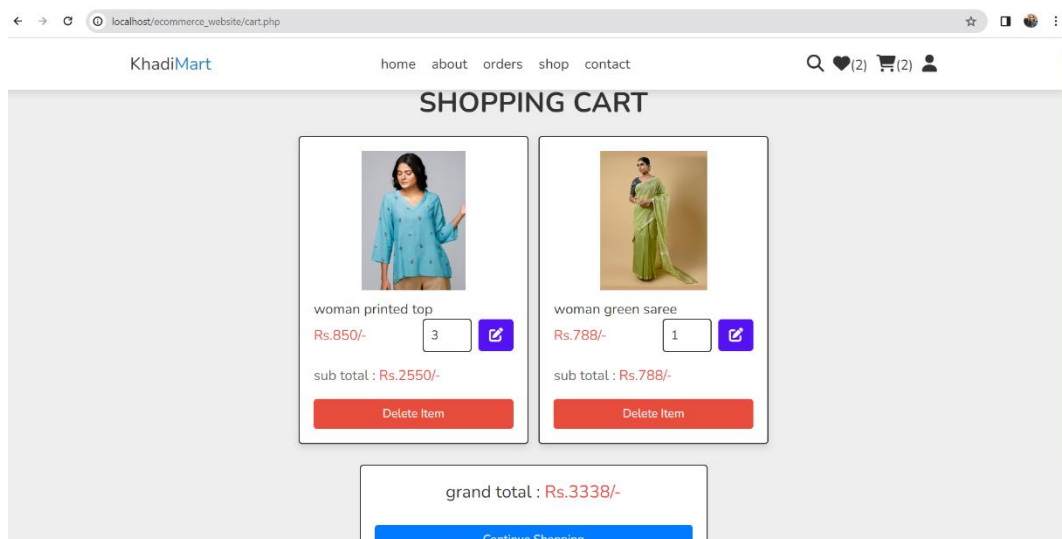 localhost/ecommerce_website/cart.php
KhadiMart home about orders shop contact (2) (2)
SHOPPING CART
woman printed top
Rs.850/- 3
sub total : Rs.2550/-
Delete Item
woman green saree
Rs.788/- 1
sub total : Rs.788/-
Delete Item
grand total : Rs.3338/-
Continue Shopping